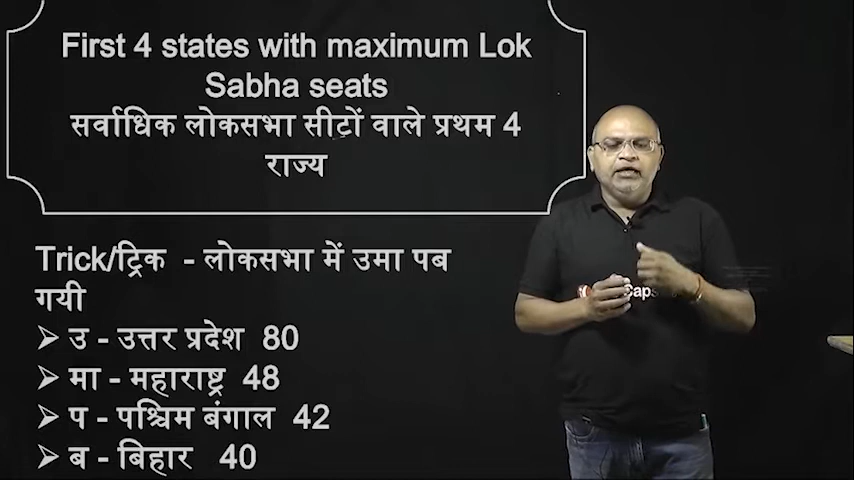 First 4 states with maximum Lok
Sabha seats
सर्वाधिक लोकसभा सीटों वाले प्रथम 4
राज्य
Trick/ट्रिक - लोकसभा में उमा पब
गयी
➢ उ - उत्तर प्रदेश 80
➢ मा - महाराष्ट्र 48
➢ प - पश्चिम बंगाल 42
➢ ब - बिहार 40